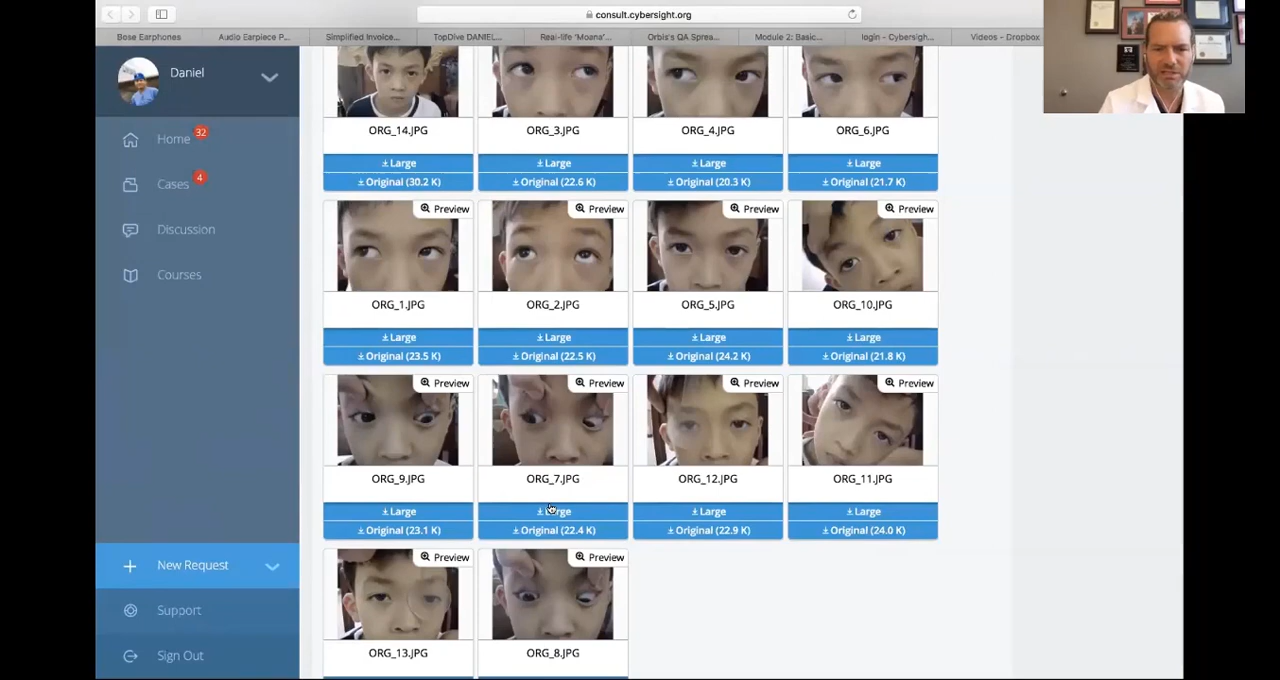 consult.cybersight.org
Bose Earphones
Audio Earpiece P...
Simplified Invoice...
TopDive DANIEL...
Real-life "Moana"...
Orbis's QA Sprea...
Module 2: Basic...
login - Cybersigh...
Videos - Dropbox
Daniel
Home 32
Cases 4
Discussion
Courses
New Request
Support
Sign Out
ORG_14.JPG
Large
Original (30.2 K)
ORG_3.JPG
Large
Original (22.6 K)
ORG_4.JPG
Large
Original (20.3 K)
ORG_6.JPG
Large
Original (21.7 K)
Preview
ORG_1.JPG
Large
Original (23.5 K)
Preview
ORG_2.JPG
Large
Original (22.5 K)
Preview
ORG_5.JPG
Large
Original (24.2 K)
Preview
ORG_10.JPG
Large
Original (21.8 K)
Preview
ORG_9.JPG
Large
Original (23.1 K)
Preview
ORG_7.JPG
Large
Original (22.4 K)
Preview
ORG_12.JPG
Large
Original (22.9 K)
Preview
ORG_11.JPG
Large
Original (24.0 K)
Preview
ORG_13.JPG
Preview
ORG_8.JPG